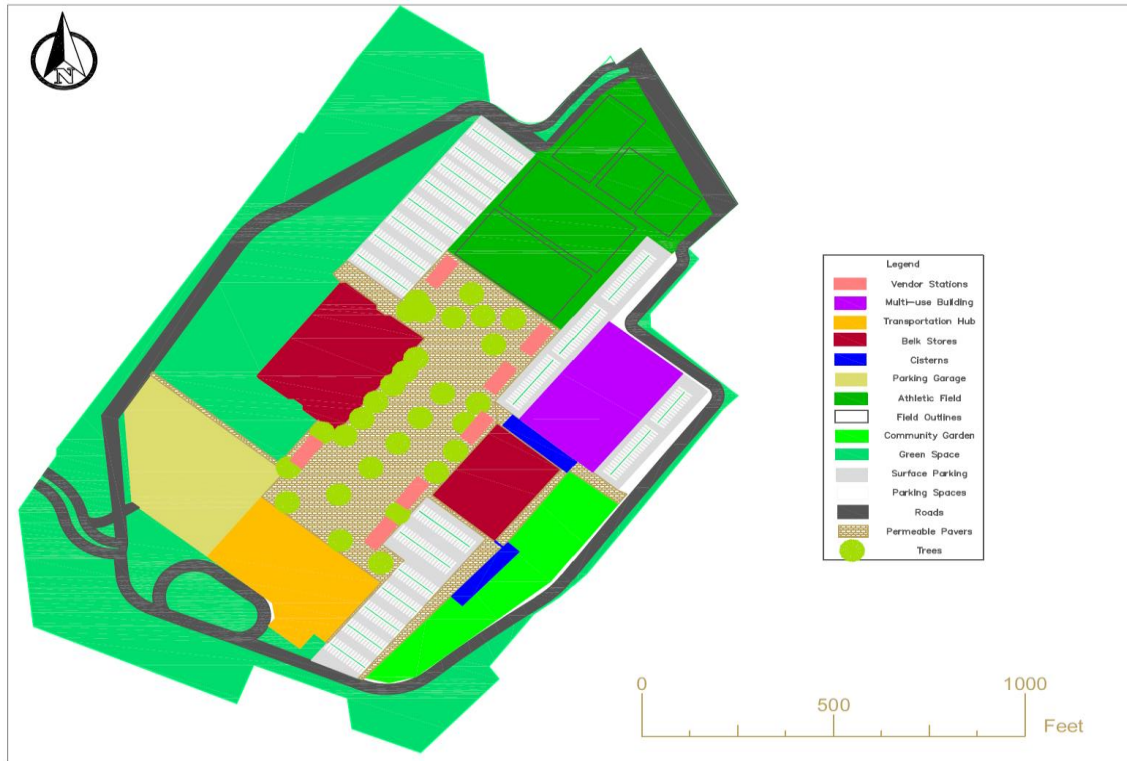 N
Legend
Vendor Stations
Multi-use Building
Transportation Hub
Belk Stores
Cisterns
Parking Garage
Athletic Field
Field Outlines
Community Garden
Green Space
Surface Parking
Parking Spaces
Roads
Permeable Pavers
Trees
0
500
1000
Feet